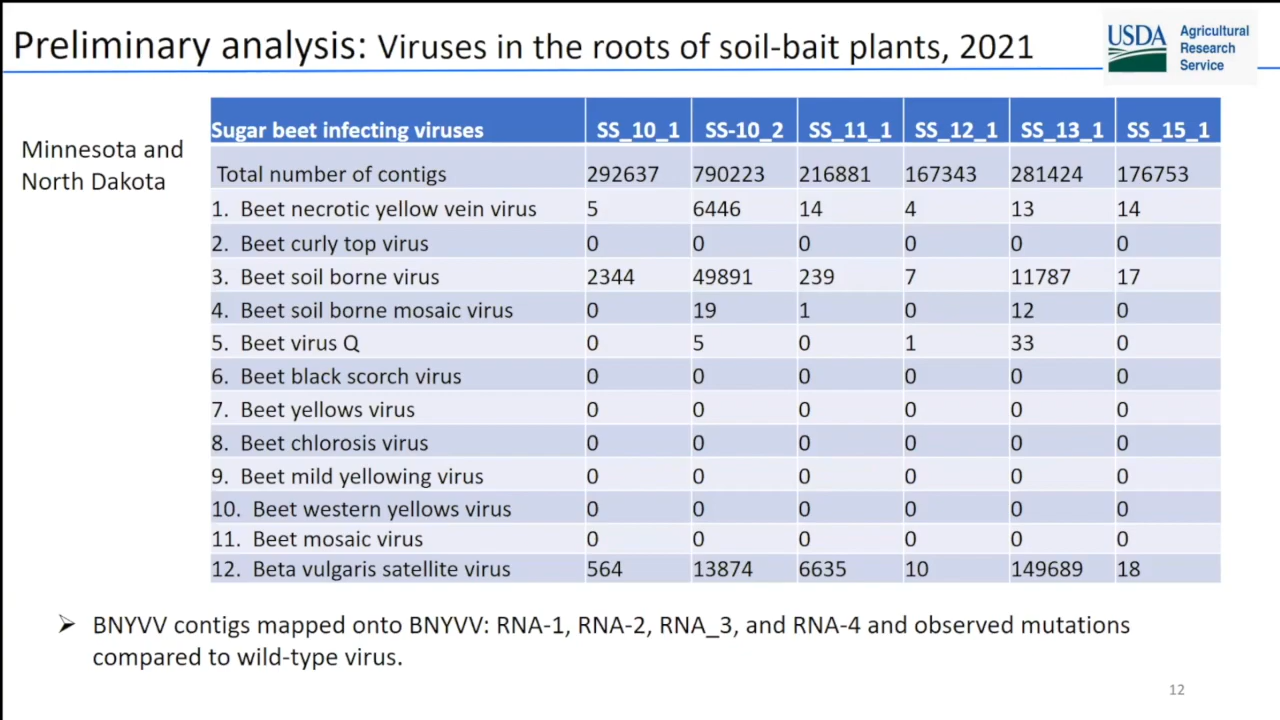 Preliminary analysis: Viruses in the roots of soil-bait plants, 2021
USDA Agricultural
Research
Service
Minnesota and
North Dakota
Sugar beet infecting viruses SS_10_1 SS-10_2 SS_11_1 SS_12_1 SS_13_1 SS_15_1
Total number of contigs 292637 790223 216881 167343 281424 176753
1. Beet necrotic yellow vein virus 5 6446 14 4 13 14
2. Beet curly top virus 0 0 0 0 0 0
3. Beet soil borne virus 2344 49891 239 7 11787 17
4. Beet soil borne mosaic virus 0 19 1 0 12 0
5. Beet virus Q 0 5 0 1 33 0
6. Beet black scorch virus 0 0 0 0 0 0
7. Beet yellows virus 0 0 0 0 0 0
8. Beet chlorosis virus 0 0 0 0 0 0
9. Beet mild yellowing virus 0 0 0 0 0 0
10. Beet western yellows virus 0 0 0 0 0 0
11. Beet mosaic virus 0 0 0 0 0 0
12. Beta vulgaris satellite virus 564 13874 6635 10 149689 18
➢ BNYVV contigs mapped onto BNYVV: RNA-1, RNA-2, RNA_3, and RNA-4 and observed mutations
compared to wild-type virus.
12